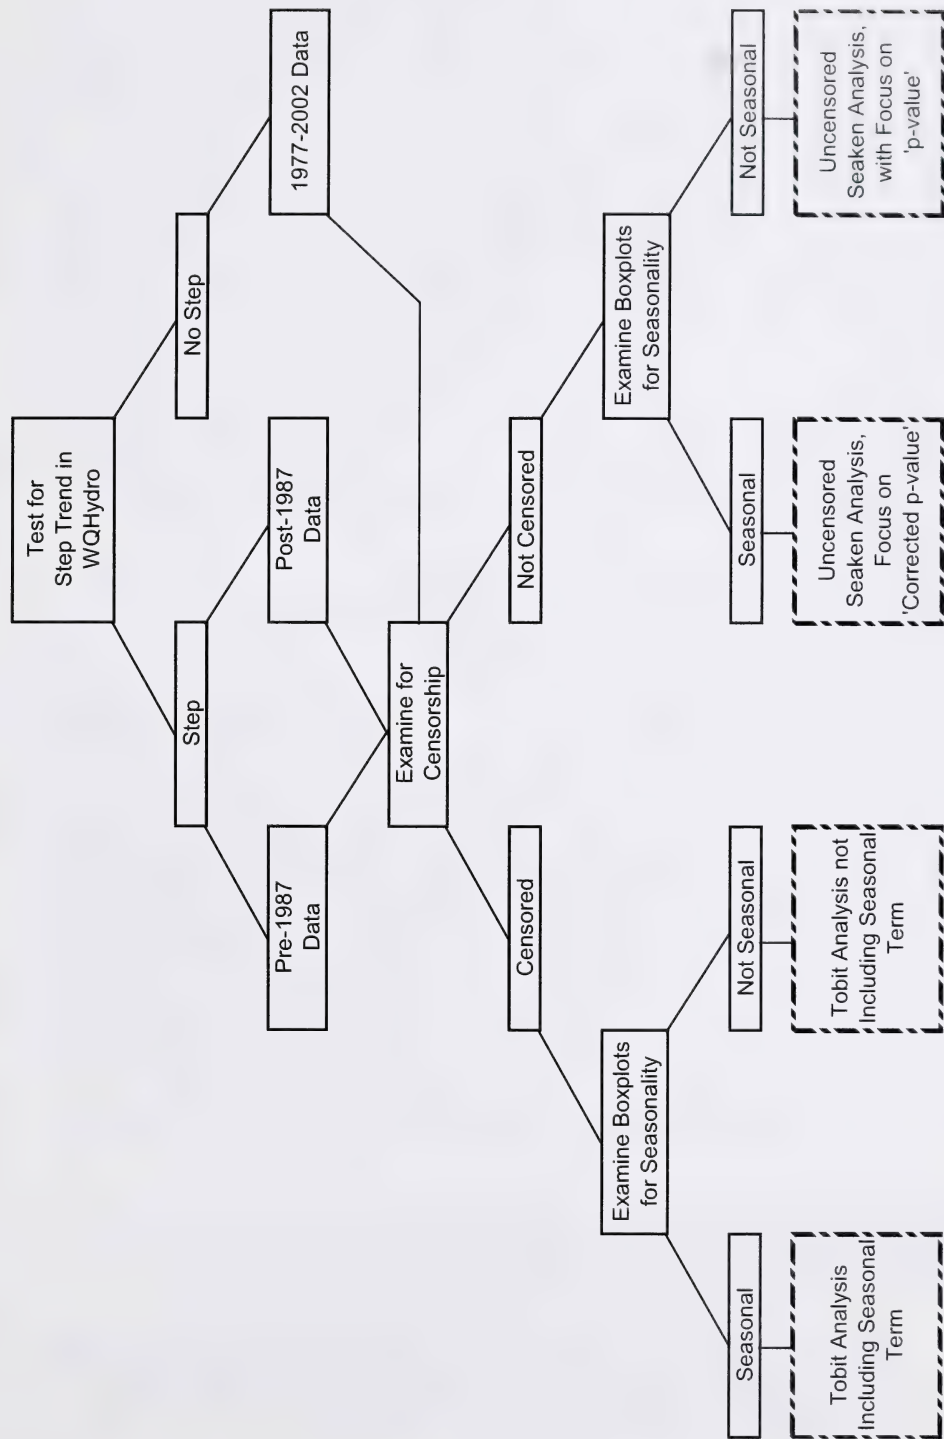 Test for
Step Trend in
WQHydro
Step
No Step
Pre-1987
Data
Post-1987
Data
1977-2002 Data
Examine for
Censorship
Censored
Not Censored
Examine Boxplots
for Seasonality
Examine Boxplots
for Seasonality
Seasonal
Not Seasonal
Seasonal
Not Seasonal
Tobit Analysis
Including Seasonal
Term
Tobit Analysis not
Including Seasonal
Term
Uncensored
Seaken Analysis,
Focus on
'Corrected p-value'
Uncensored
Seaken Analysis,
with Focus on
'p-value'